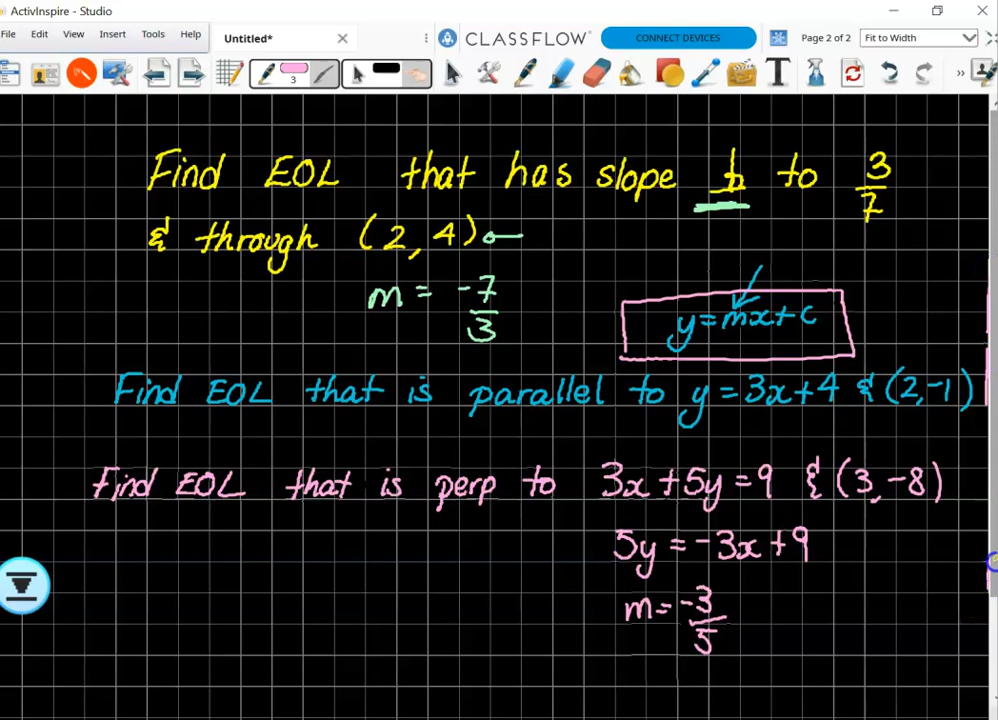 ActivInspire - Studio
File Edit View Insert Tools Help
Untitled*
CLASSFLOW
CONNECT DEVICES
Page 2 of 2
Fit to Width
3
Find EOL that has slope ⊥ to 3/7
& through (2, 4)
m = -7/3
y = mx + c
Find EOL that is parallel to y = 3x + 4 & (2, -1)
Find EOL that is perp to 3x + 5y = 9 & (3, -8)
5y = -3x + 9
m = -3/5